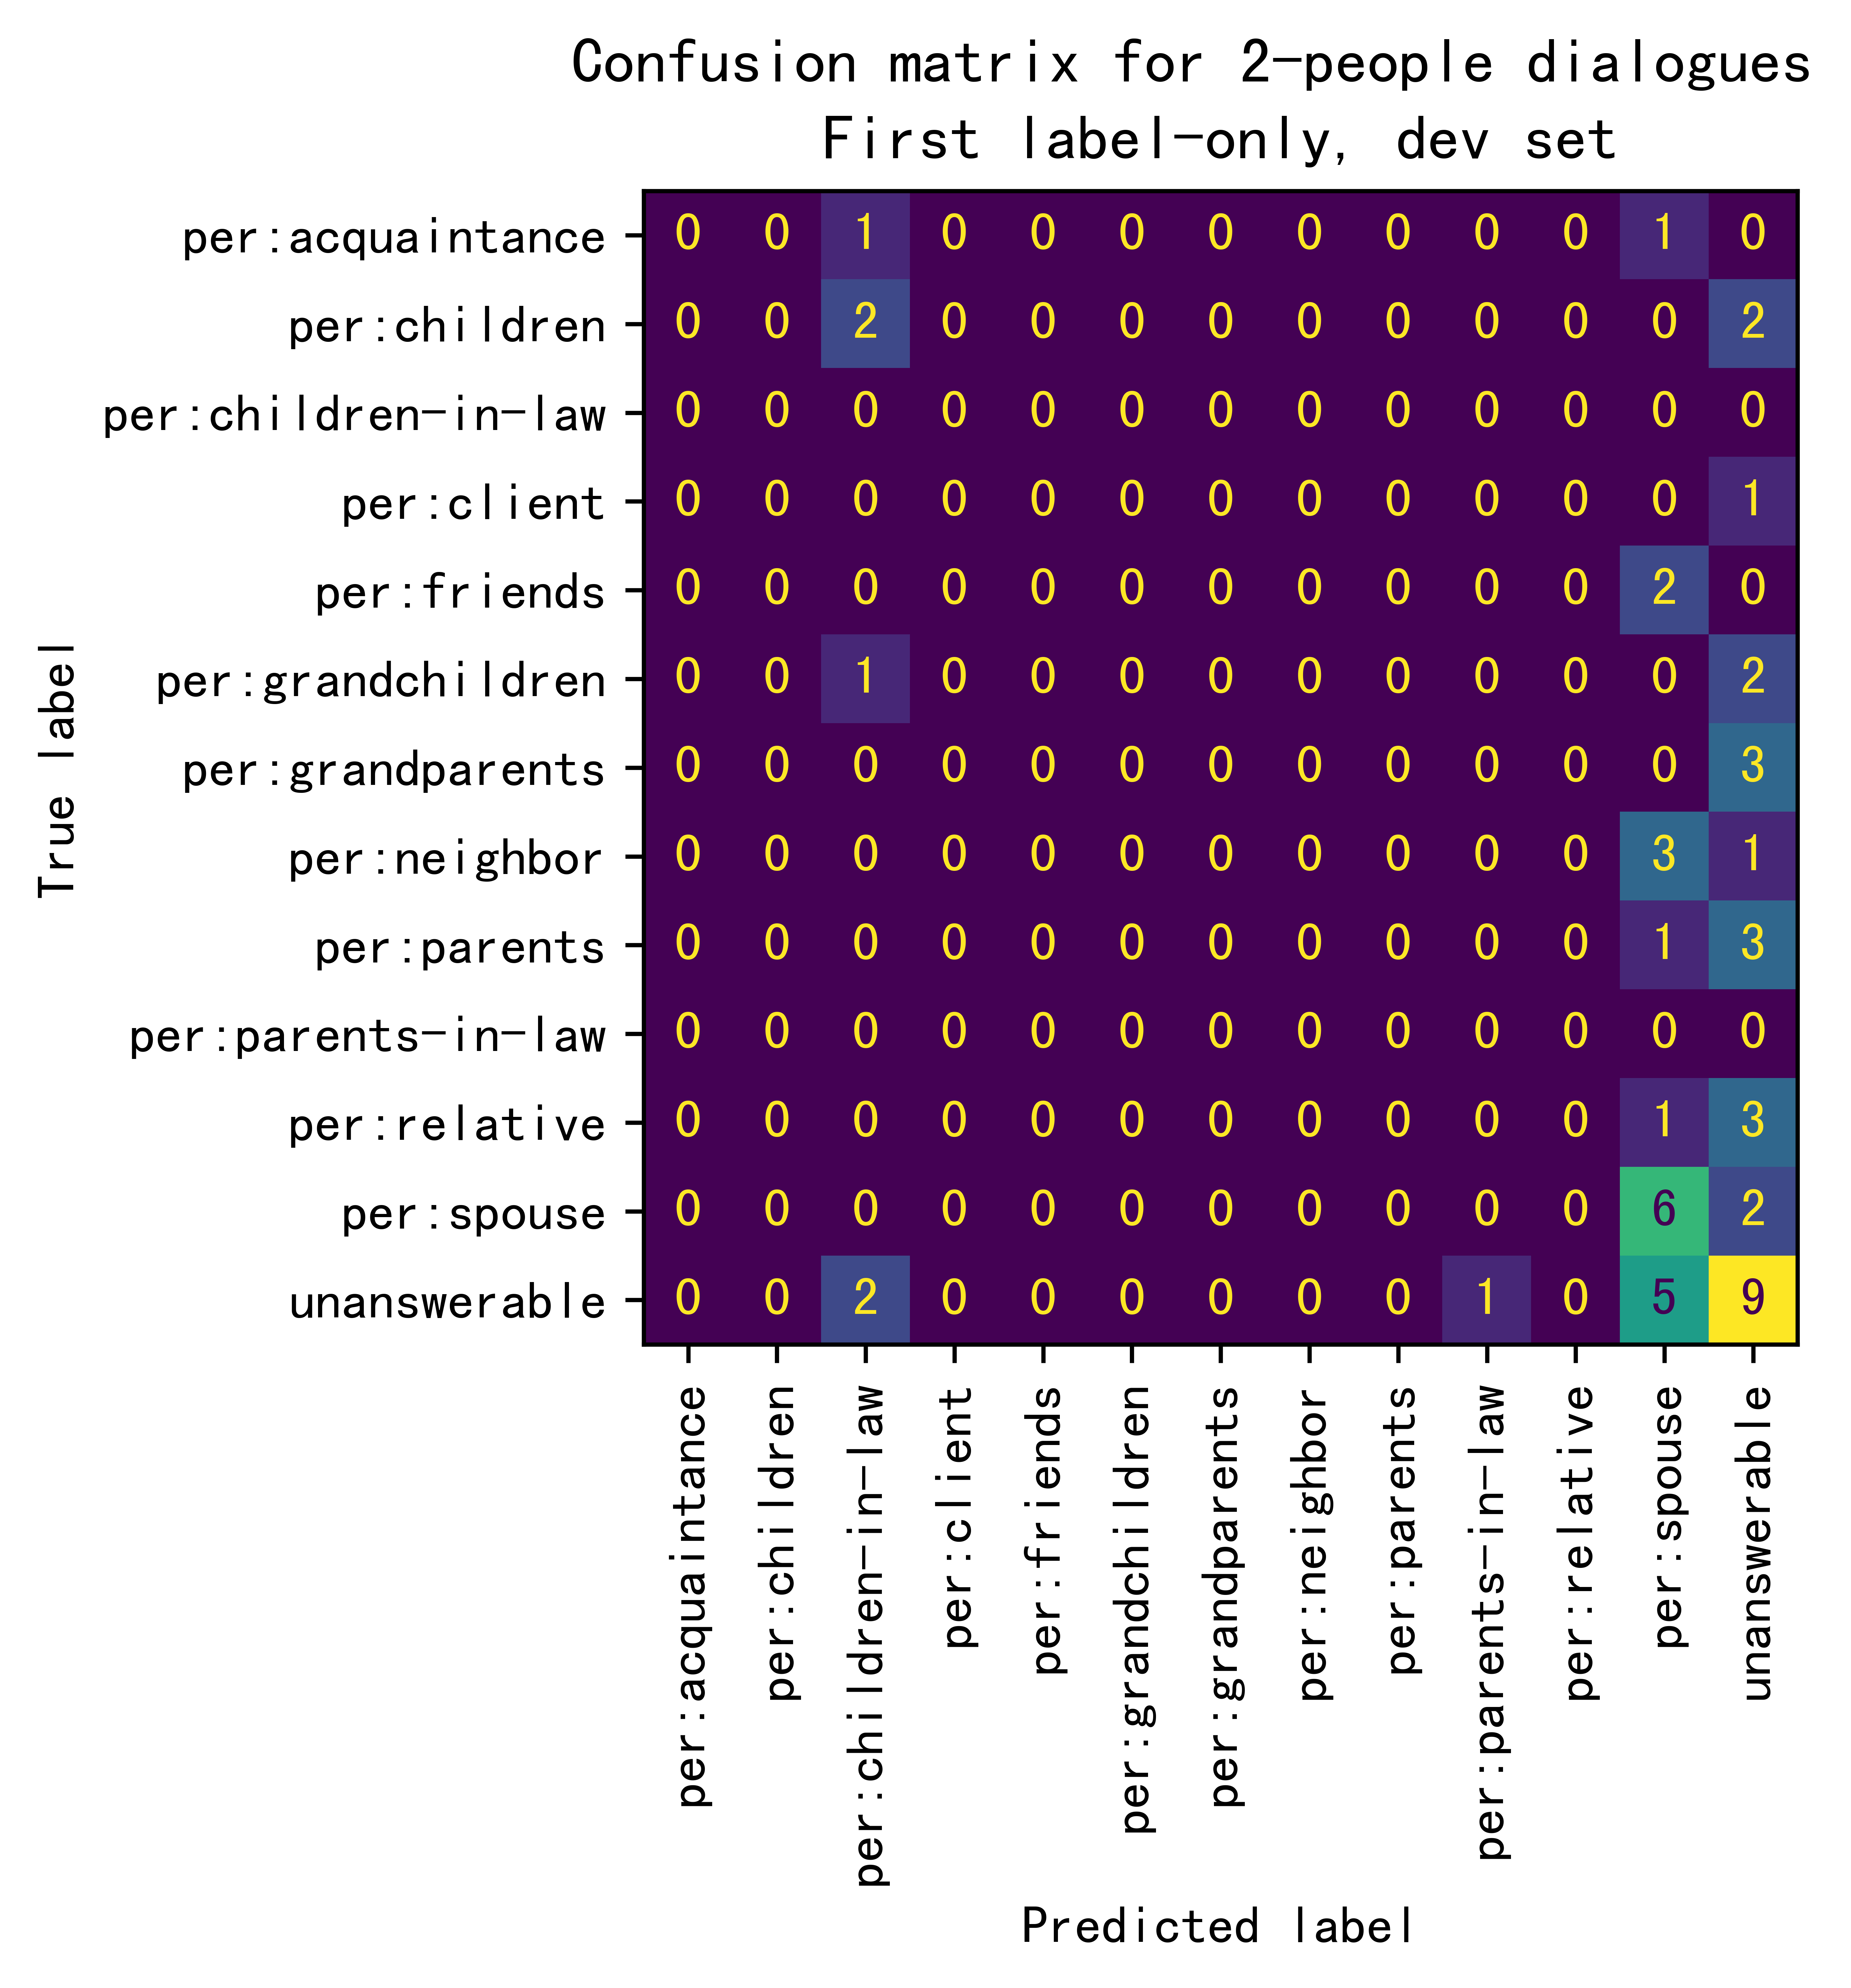 Confusion matrix for 2-people dialogues
First label-only, dev set
True label
per:acquaintance 0 0 1 0 0 0 0 0 0 0 0 1 0
per:children 0 0 2 0 0 0 0 0 0 0 0 0 2
per:children-in-law 0 0 0 0 0 0 0 0 0 0 0 0 0
per:client 0 0 0 0 0 0 0 0 0 0 0 0 1
per:friends 0 0 0 0 0 0 0 0 0 0 0 2 0
per:grandchildren 0 0 1 0 0 0 0 0 0 0 0 0 2
per:grandparents 0 0 0 0 0 0 0 0 0 0 0 0 3
per:neighbor 0 0 0 0 0 0 0 0 0 0 0 3 1
per:parents 0 0 0 0 0 0 0 0 0 0 0 1 3
per:parents-in-law 0 0 0 0 0 0 0 0 0 0 0 0 0
per:relative 0 0 0 0 0 0 0 0 0 0 0 1 3
per:spouse 0 0 0 0 0 0 0 0 0 0 0 6 2
unanswerable 0 0 2 0 0 0 0 0 0 1 0 5 9
per:acquaintance
per:children
per:children-in-law
per:client
per:friends
per:grandchildren
per:grandparents
per:neighbor
per:parents
per:parents-in-law
per:relative
per:spouse
unanswerable
Predicted label